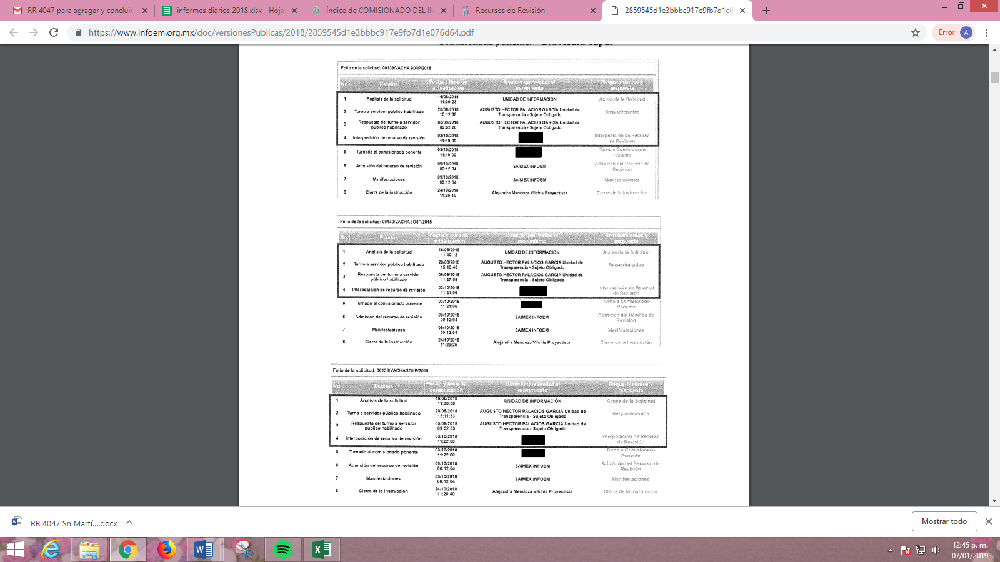 RR 4047 para agragar y concluir
informes diarios 2018.xlsx - Hoja
Índice de COMISIONADO DEL IN
Recursos de Revisión
2859545d1e3bbbc917e9fb7d1e0
https://www.infoem.org.mx/doc/versionesPublicas/2018/2859545d1e3bbbc917e9fb7d1e076d64.pdf
Error A
Folio de la solicitud: 00139/VACHASO/IP/2018
No. Estatus Fecha y hora de actualización Usuario que realiza el movimiento Requerimientos y respuesta
1 Análisis de la solicitud 16/08/2018 11:39:23 UNIDAD DE INFORMACIÓN Acuso de la Solicitud
2 Turno a servidor público habilitado 20/08/2018 15:12:38 AUGUSTO HECTOR PALACIOS GARCIA Unidad de Transparencia - Sujeto Obligado Requerimientos
3 Respuesta del turno a servidor público habilitado 05/09/2018 09:52:26 AUGUSTO HECTOR PALACIOS GARCIA Unidad de Transparencia - Sujeto Obligado
4 Interposición de recurso de revisión 03/10/2018 11:19:00 Interposición de Recurso de Revisión
5 Turnado al comisionado ponente 03/10/2018 11:19:00 Turno a Comisionado Ponente
6 Admisión del recurso de revisión 09/10/2018 00:12:04 SAIMEX INFOEM Admisión del Recurso de Revisión
7 Manifestaciones 09/10/2018 00:12:04 SAIMEX INFOEM Manifestaciones
8 Cierre de la instrucción 24/10/2018 11:26:10 Alejandra Mendoza Vilchis Proyectista Cierre de la Instrucción
Folio de la solicitud: 00140/VACHASO/IP/2018
No. Estatus Fecha y hora de actualización Usuario que realiza el movimiento Requerimientos y respuesta
1 Análisis de la solicitud 16/08/2018 11:40:12 UNIDAD DE INFORMACIÓN Acuso de la Solicitud
2 Turno a servidor público habilitado 20/08/2018 15:13:43 AUGUSTO HECTOR PALACIOS GARCIA Unidad de Transparencia - Sujeto Obligado Requerimientos
3 Respuesta del turno a servidor público habilitado 06/09/2018 11:27:58 AUGUSTO HECTOR PALACIOS GARCIA Unidad de Transparencia - Sujeto Obligado
4 Interposición de recurso de revisión 03/10/2018 11:21:06 Interposición de Recurso de Revisión
5 Turnado al comisionado ponente 03/10/2018 11:21:06 Turno a Comisionado Ponente
6 Admisión del recurso de revisión 09/10/2018 00:12:04 SAIMEX INFOEM Admisión del Recurso de Revisión
7 Manifestaciones 09/10/2018 00:12:04 SAIMEX INFOEM Manifestaciones
8 Cierre de la instrucción 24/10/2018 11:26:25 Alejandra Mendoza Vilchis Proyectista Cierre de la Instrucción
Folio de la solicitud: 00138/VACHASO/IP/2018
No. Estatus Fecha y hora de actualización Usuario que realiza el movimiento Requerimientos y respuesta
1 Análisis de la solicitud 16/08/2018 11:38:38 UNIDAD DE INFORMACIÓN Acuse de la Solicitud
2 Turno a servidor público habilitado 20/08/2018 15:11:33 AUGUSTO HECTOR PALACIOS GARCIA Unidad de Transparencia - Sujeto Obligado Requerimientos
3 Respuesta del turno a servidor público habilitado 05/09/2018 09:52:53 AUGUSTO HECTOR PALACIOS GARCIA Unidad de Transparencia - Sujeto Obligado
4 Interposición de recurso de revisión 03/10/2018 11:22:00 Interposición de Recurso de Revisión
5 Turnado al comisionado ponente 03/10/2018 11:22:00 Turno a Comisionado Ponente
6 Admisión del recurso de revisión 09/10/2018 00:12:04 SAIMEX INFOEM Admisión del Recurso de Revisión
7 Manifestaciones 09/10/2018 00:12:04 SAIMEX INFOEM Manifestaciones
8 Cierre de la instrucción 24/10/2018 11:26:40 Alejandra Mendoza Vilchis Proyectista Cierre de la Instrucción
RR 4047 Sn Martí....docx
Mostrar todo
12:45 p. m.
07/01/2019